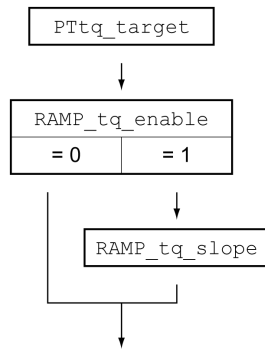 PTtq_target
RAMP_tq_enable
= 0 = 1
RAMP_tq_slope